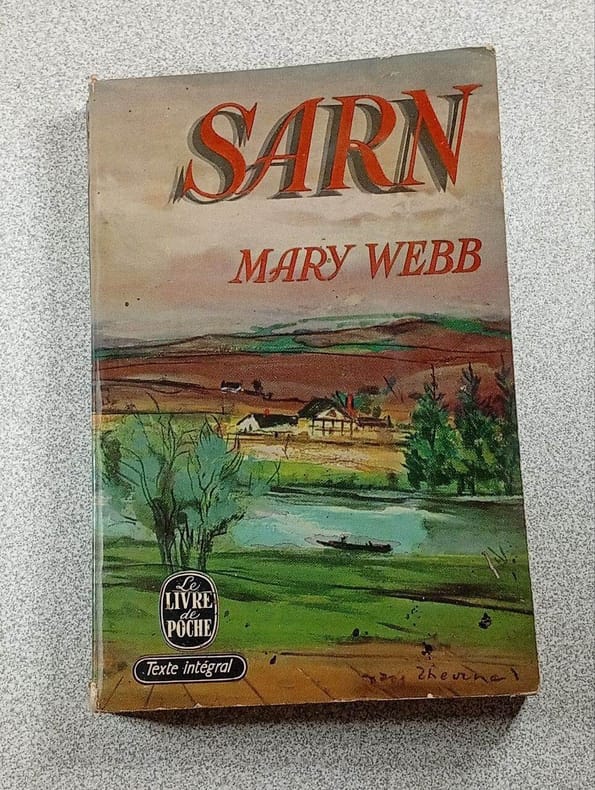 SARN
MARY WEBB
Le
LIVRE
de
POCHE
Texte intégral